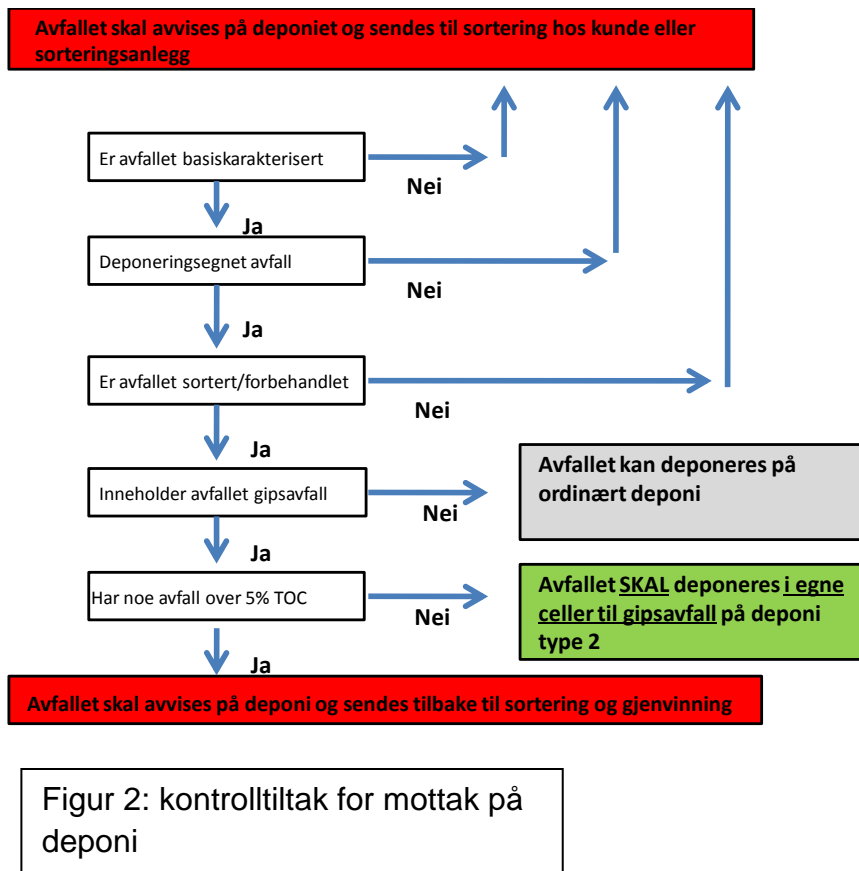 Avfallet skal avvises på deponiet og sendes til sortering hos kunde eller
sorteringsanlegg
Er avfallet basiskarakterisert
Nei
Ja
Deponeringsegnet avfall
Nei
Ja
Er avfallet sortert/forbehandlet
Nei
Ja
Avfallet kan deponeres på
ordinært deponi
Inneholder avfallet gipsavfall
Nei
Ja
Avfallet SKAL deponeres i egne
celler til gipsavfall på deponi
type 2
Har noe avfall over 5% TOC
Nei
Ja
Avfallet skal avvises på deponi og sendes tilbake til sortering og gjenvinning
Figur 2: kontrolltiltak for mottak på
deponi